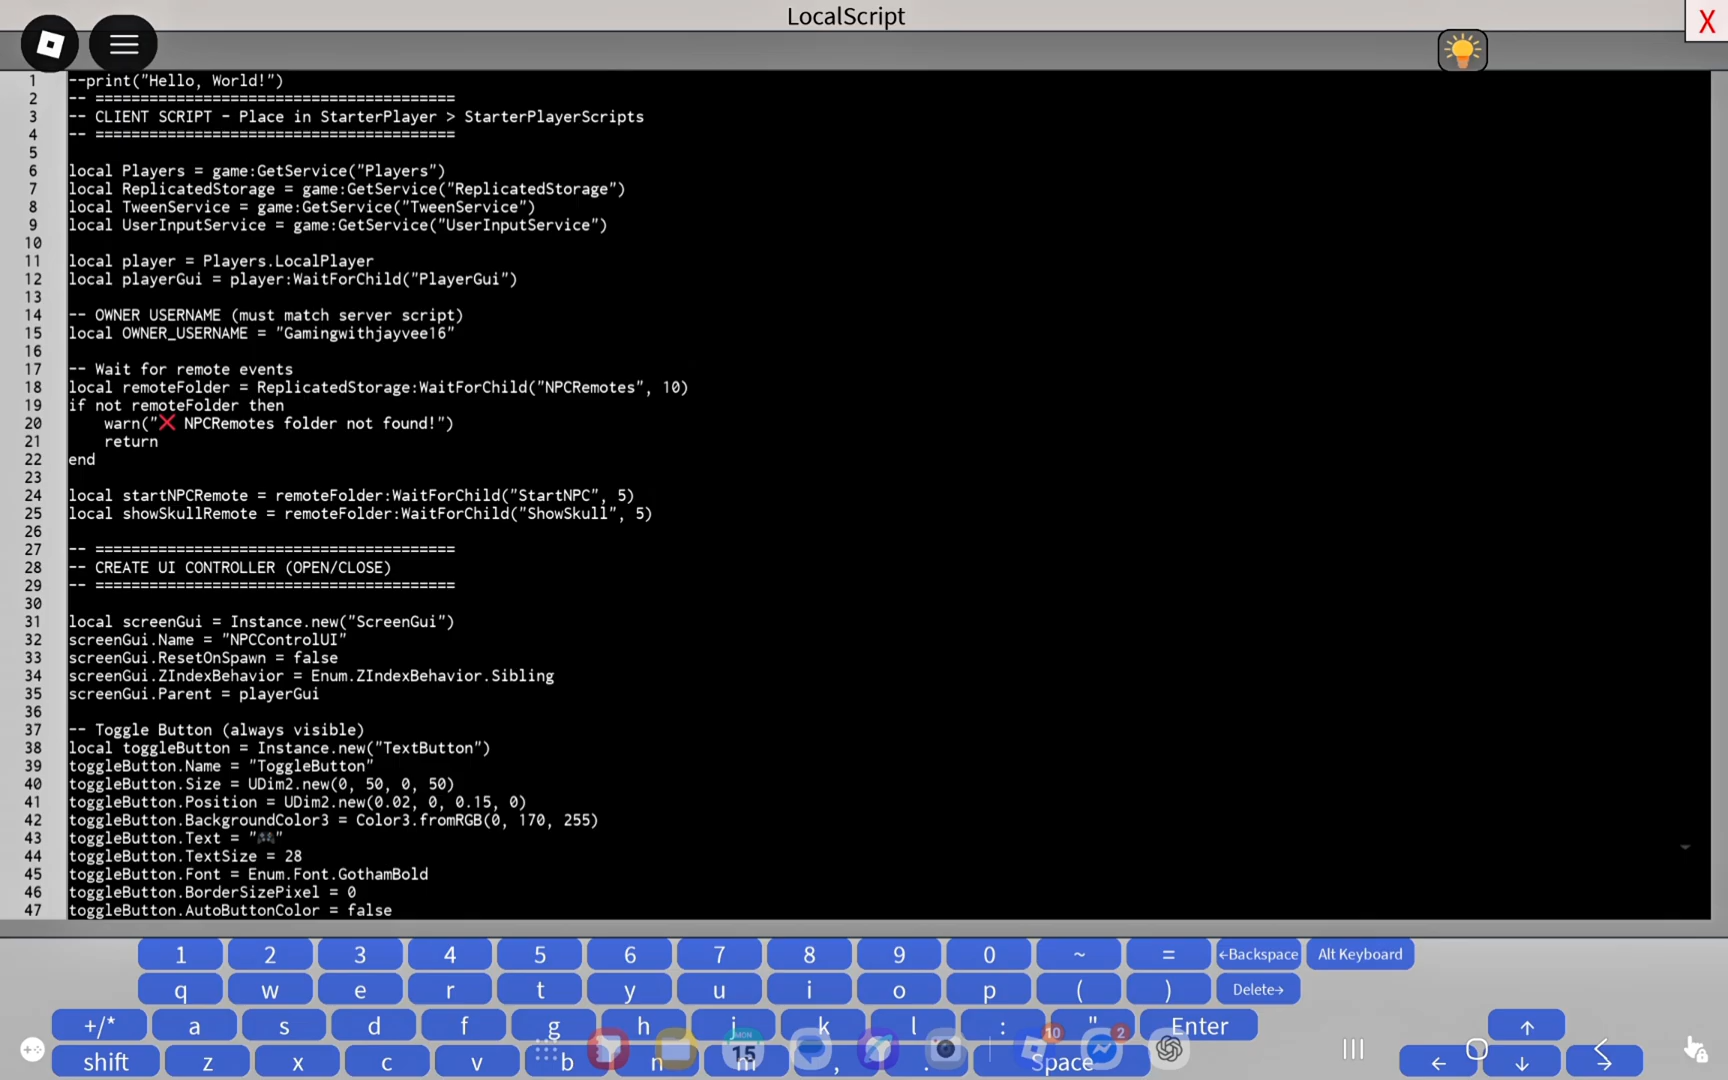 LocalScript
X
1 --print("Hello, World!")
2 -- ========================================
3 -- CLIENT SCRIPT - Place in StarterPlayer > StarterPlayerScripts
4 -- ========================================
5
6 local Players = game:GetService("Players")
7 local ReplicatedStorage = game:GetService("ReplicatedStorage")
8 local TweenService = game:GetService("TweenService")
9 local UserInputService = game:GetService("UserInputService")
10
11 local player = Players.LocalPlayer
12 local playerGui = player:WaitForChild("PlayerGui")
13
14 -- OWNER USERNAME (must match server script)
15 local OWNER_USERNAME = "Gamingwithjayvee16"
16
17 -- Wait for remote events
18 local remoteFolder = ReplicatedStorage:WaitForChild("NPCRemotes", 10)
19 if not remoteFolder then
20     warn("❌ NPCRemotes folder not found!")
21     return
22 end
23
24 local startNPCRemote = remoteFolder:WaitForChild("StartNPC", 5)
25 local showSkullRemote = remoteFolder:WaitForChild("ShowSkull", 5)
26
27 -- ========================================
28 -- CREATE UI CONTROLLER (OPEN/CLOSE)
29 -- ========================================
30
31 local screenGui = Instance.new("ScreenGui")
32 screenGui.Name = "NPCControlUI"
33 screenGui.ResetOnSpawn = false
34 screenGui.ZIndexBehavior = Enum.ZIndexBehavior.Sibling
35 screenGui.Parent = playerGui
36
37 -- Toggle Button (always visible)
38 local toggleButton = Instance.new("TextButton")
39 toggleButton.Name = "ToggleButton"
40 toggleButton.Size = UDim2.new(0, 50, 0, 50)
41 toggleButton.Position = UDim2.new(0.02, 0, 0.15, 0)
42 toggleButton.BackgroundColor3 = Color3.fromRGB(0, 170, 255)
43 toggleButton.Text = "🎮"
44 toggleButton.TextSize = 28
45 toggleButton.Font = Enum.Font.GothamBold
46 toggleButton.BorderSizePixel = 0
47 toggleButton.AutoButtonColor = false
1 2 3 4 5 6 7 8 9 0 ~ = ←Backspace Alt Keyboard
q w e r t y u i o p ( ) Delete→
+/* a s d f g h j k l : " Enter ↑
shift z x c v b n m , . Space ← ↓ →
MON
15
10
2